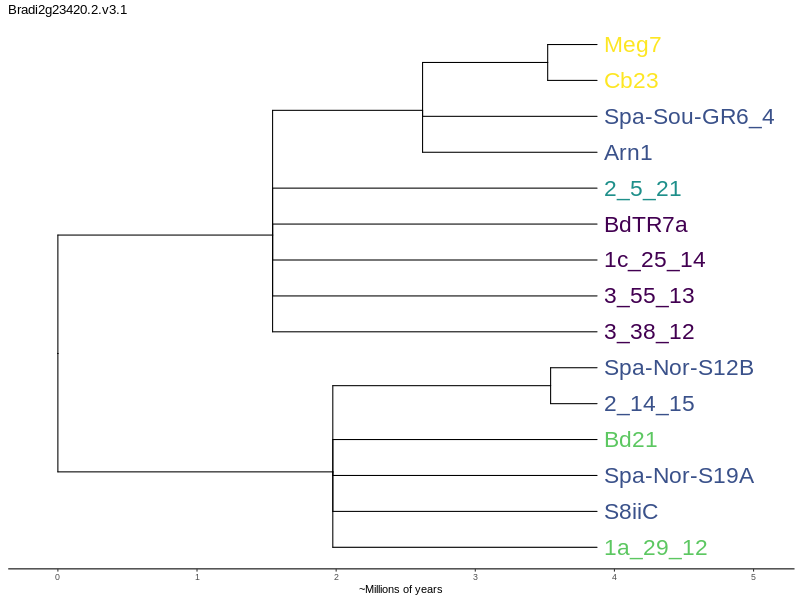 Bradi2g23420.2.v3.1
Meg7
Cb23
Spa-Sou-GR6_4
Arn1
2_5_21
BdTR7a
1c_25_14
3_55_13
3_38_12
Spa-Nor-S12B
2_14_15
Bd21
Spa-Nor-S19A
S8iiC
1a_29_12
0 1 2 3 4 5
~Millions of years